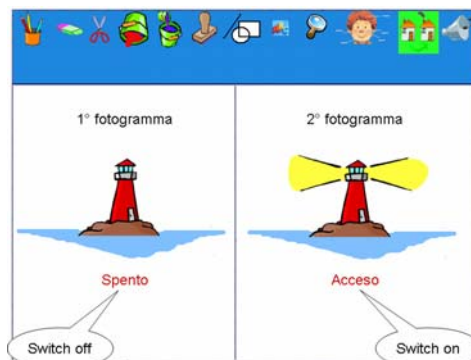 1° fotogramma
2° fotogramma
Spento
Acceso
Switch off
Switch on